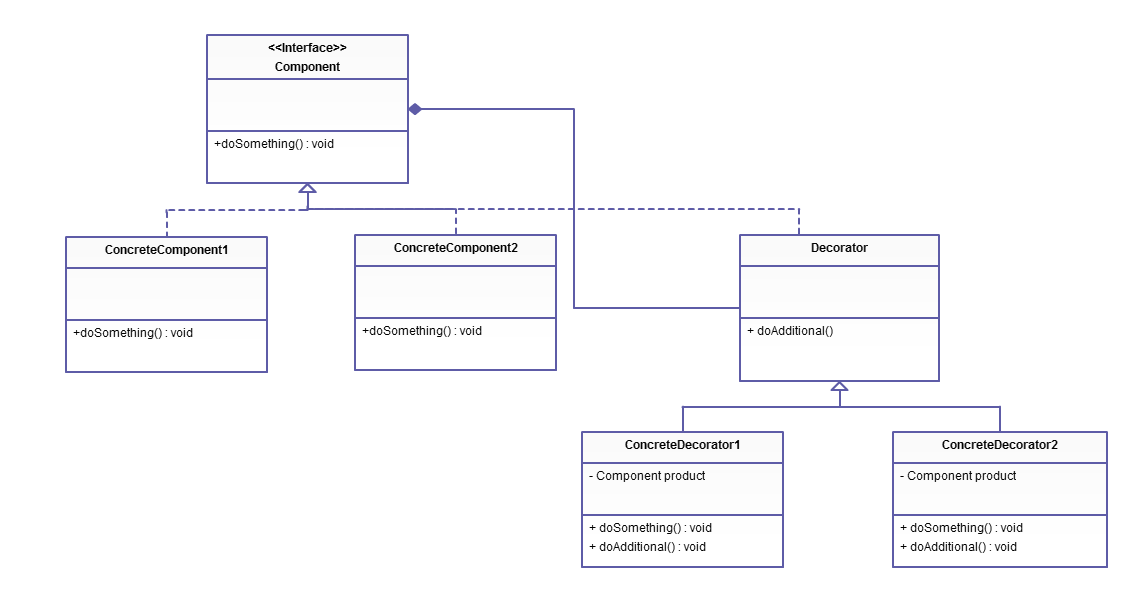 <<Interface>>
Component
+doSomething() : void
ConcreteComponent1
+doSomething() : void
ConcreteComponent2
+doSomething() : void
Decorator
+ doAdditional()
ConcreteDecorator1
- Component product
+ doSomething() : void
+ doAdditional() : void
ConcreteDecorator2
- Component product
+ doSomething() : void
+ doAdditional() : void